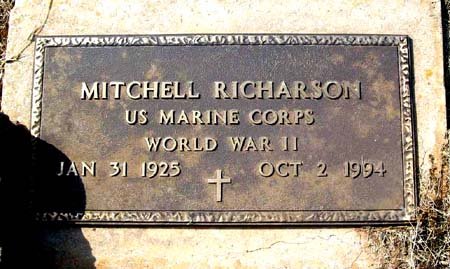 MITCHELL RICHARSON
US MARINE CORPS
WORLD WAR II
JAN 31 1925 OCT 2 1994